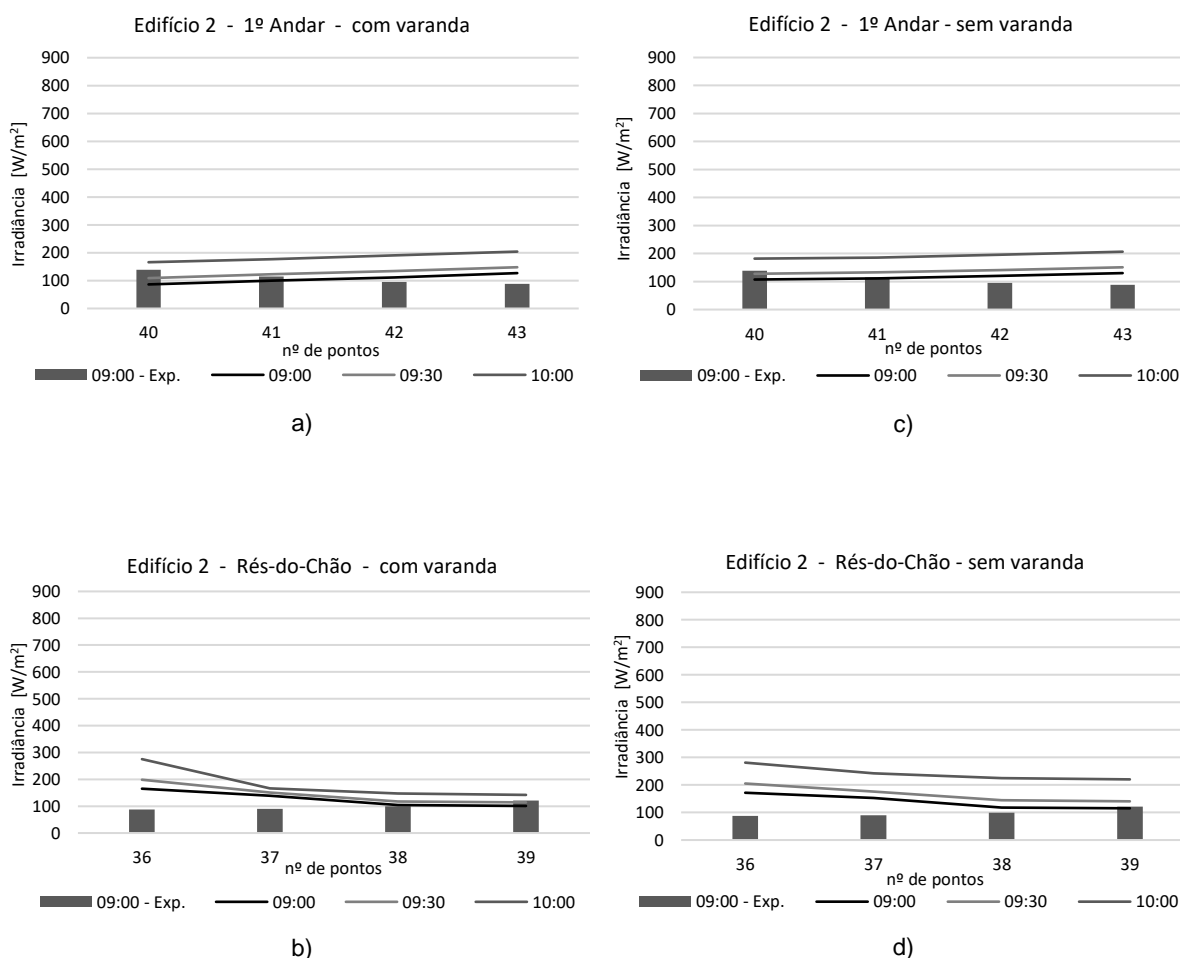 Edifício 2 - 1º Andar - com varanda
900
800
700
600
500
400
300
200
100
0
Irradiância [W/m²]
40 41 42 43
nº de pontos
09:00 - Exp. 09:00 09:30 10:00
a)
Edifício 2 - 1º Andar - sem varanda
900
800
700
600
500
400
300
200
100
0
Irradiância [W/m²]
40 41 42 43
nº de pontos
09:00 - Exp. 09:00 09:30 10:00
c)
Edifício 2 - Rés-do-Chão - com varanda
900
800
700
600
500
400
300
200
100
0
Irradiância [W/m²]
36 37 38 39
nº de pontos
09:00 - Exp. 09:00 09:30 10:00
b)
Edifício 2 - Rés-do-Chão - sem varanda
900
800
700
600
500
400
300
200
100
0
Irradiância [W/m²]
36 37 38 39
nº de pontos
09:00 - Exp. 09:00 09:30 10:00
d)